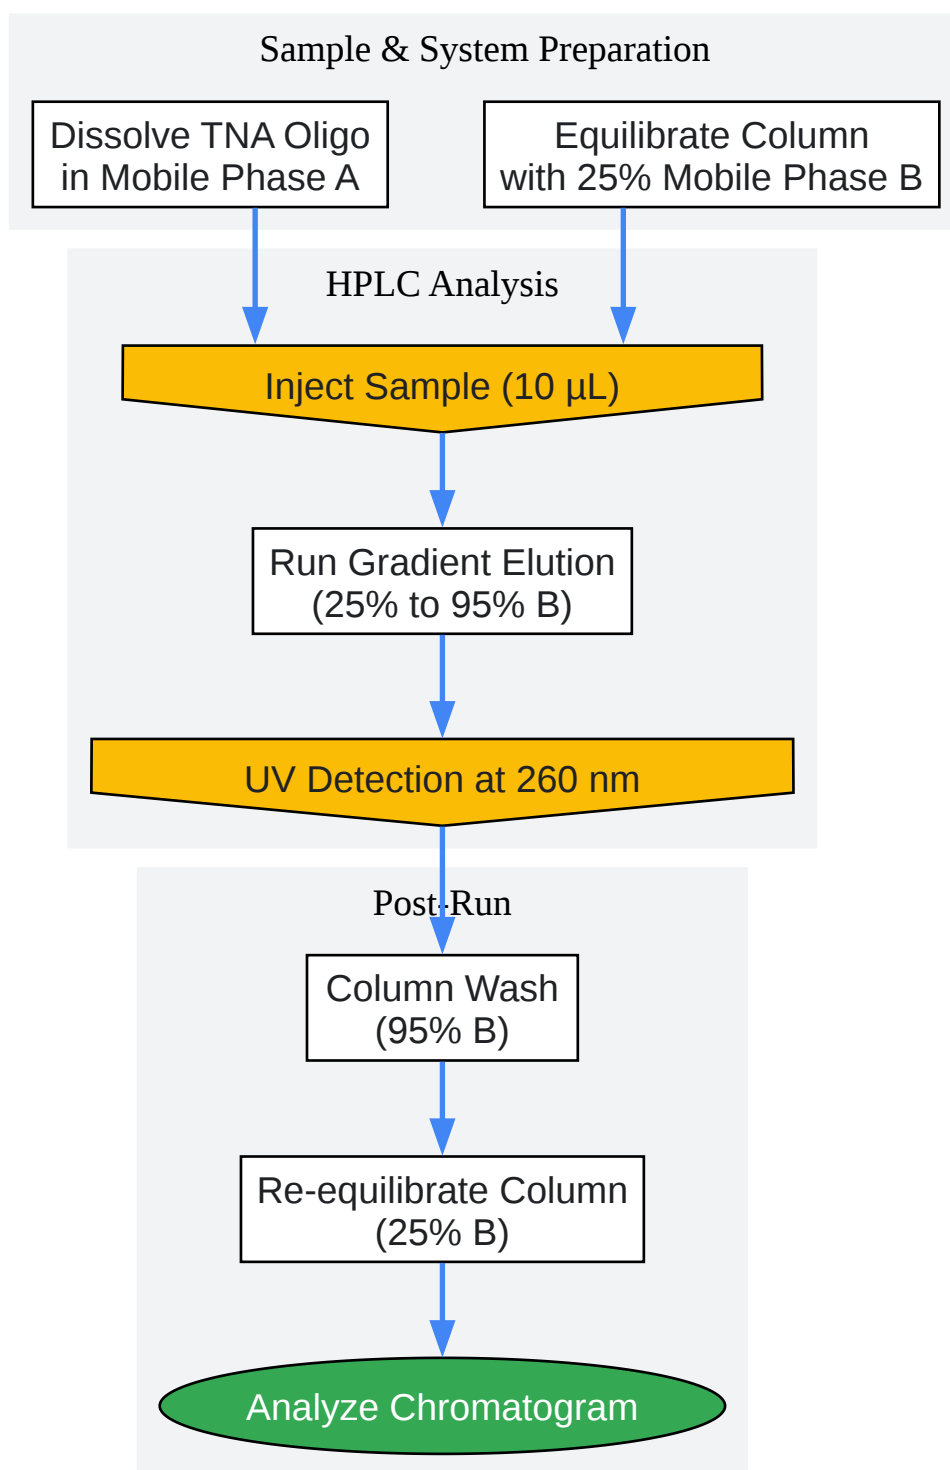 Sample & System Preparation
Dissolve TNA Oligo
in Mobile Phase A
Equilibrate Column
with 25% Mobile Phase B
HPLC Analysis
Inject Sample (10 µL)
Run Gradient Elution
(25% to 95% B)
UV Detection at 260 nm
Post-Run
Column Wash
(95% B)
Re-equilibrate Column
(25% B)
Analyze Chromatogram